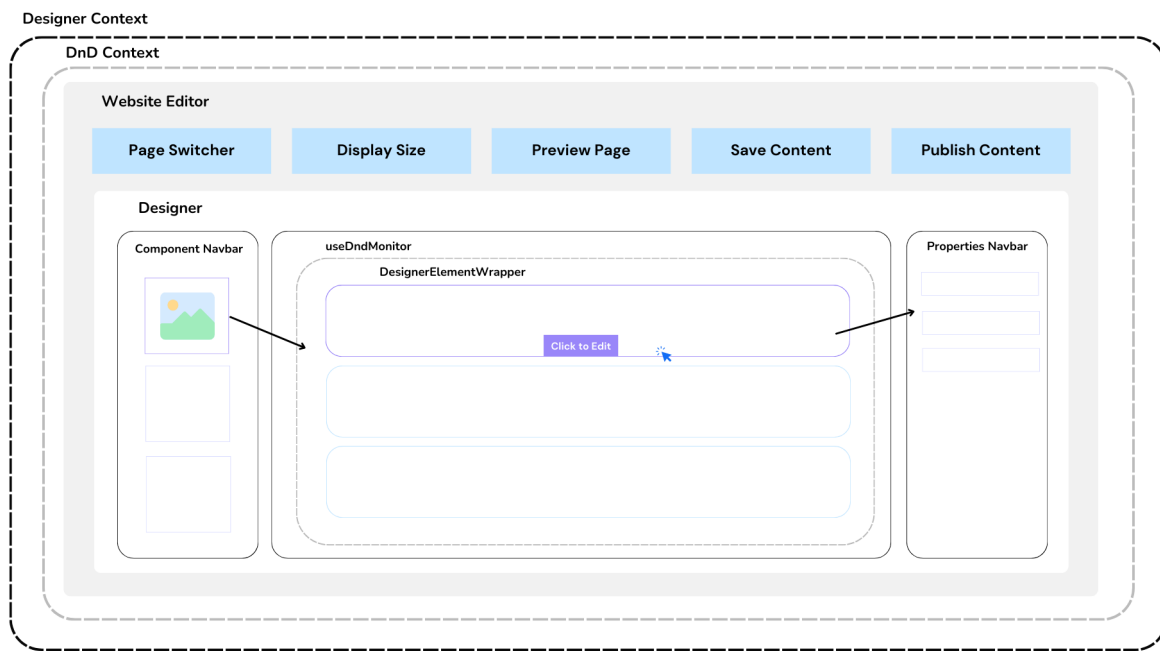 Designer Context
DnD Context
Website Editor
Page Switcher
Display Size
Preview Page
Save Content
Publish Content
Designer
Component Navbar
useDndMonitor
DesignerElementWrapper
Click to Edit
Properties Navbar